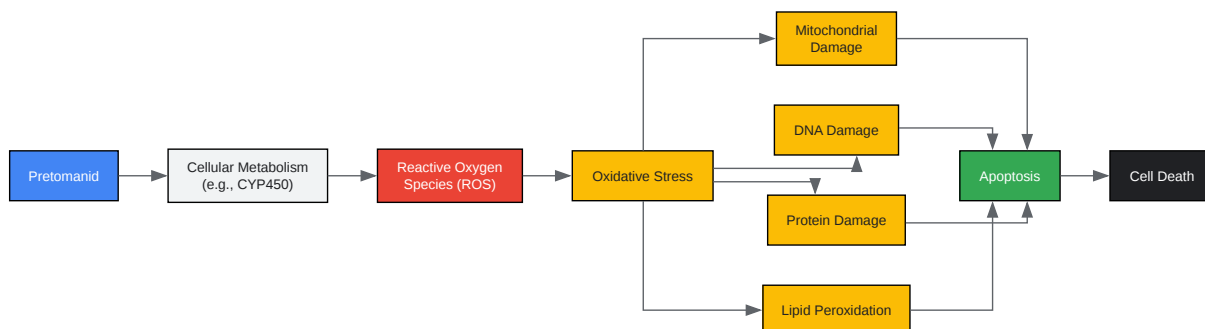 Pretomanid
Cellular Metabolism
(e.g., CYP450)
Reactive Oxygen
Species (ROS)
Oxidative Stress
Mitochondrial
Damage
DNA Damage
Protein Damage
Lipid Peroxidation
Apoptosis
Cell Death